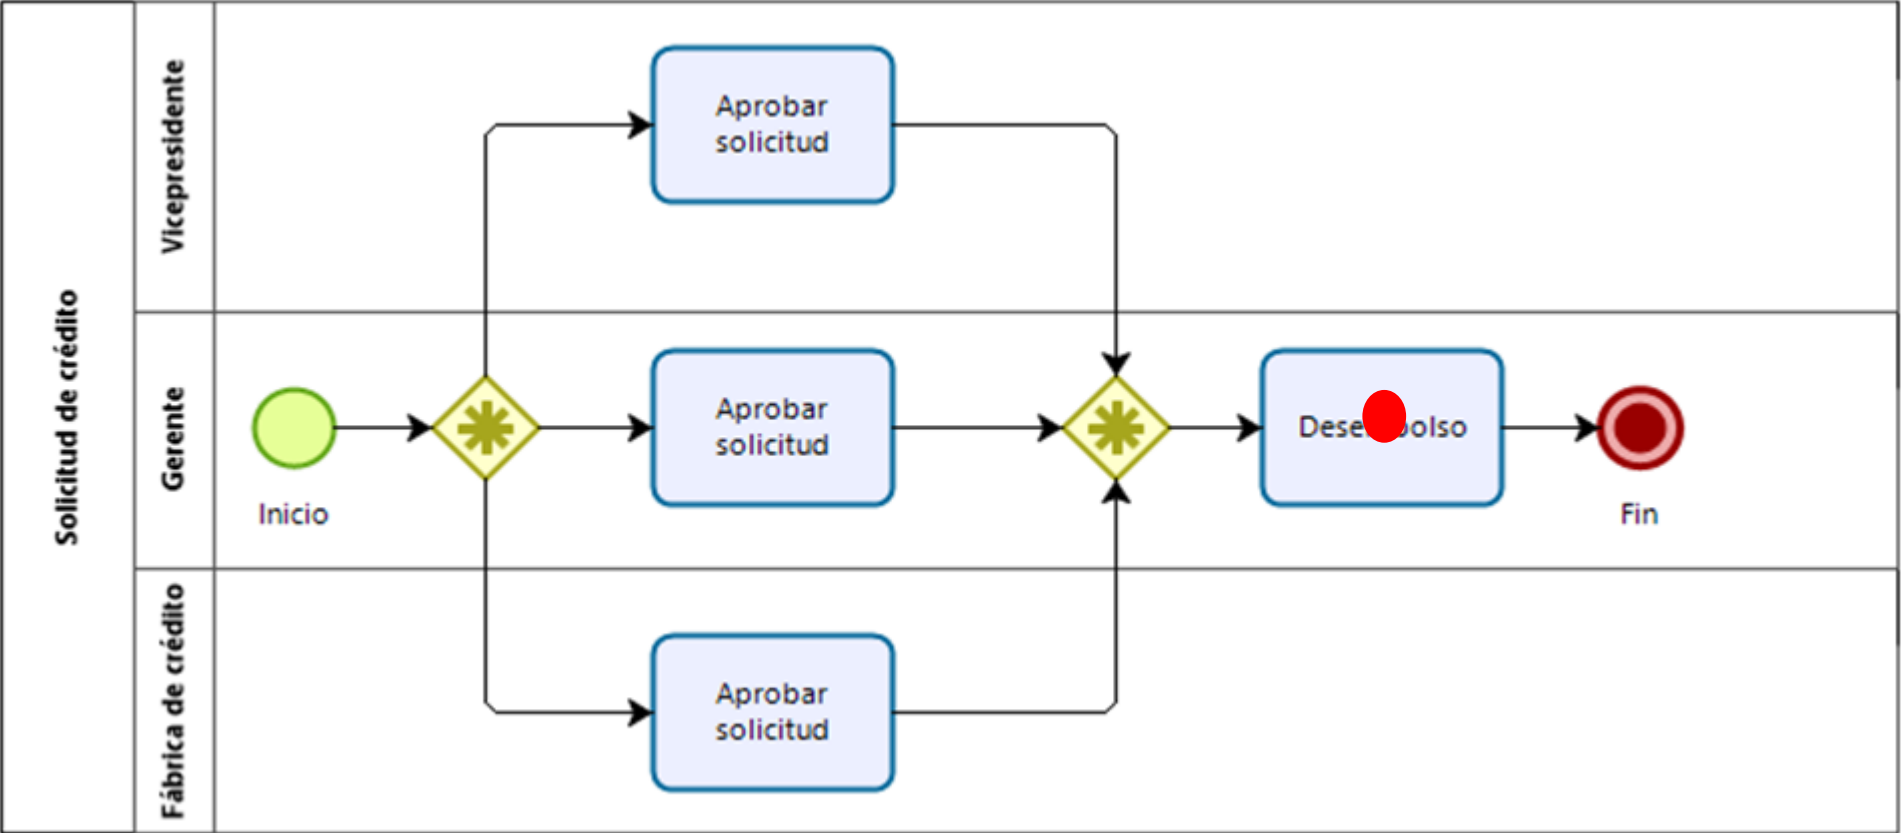 Solicitud de crédito
Vicepresidente
Aprobar
solicitud
Gerente
Inicio
Aprobar
solicitud
Fin
Fábrica de crédito
Aprobar
solicitud